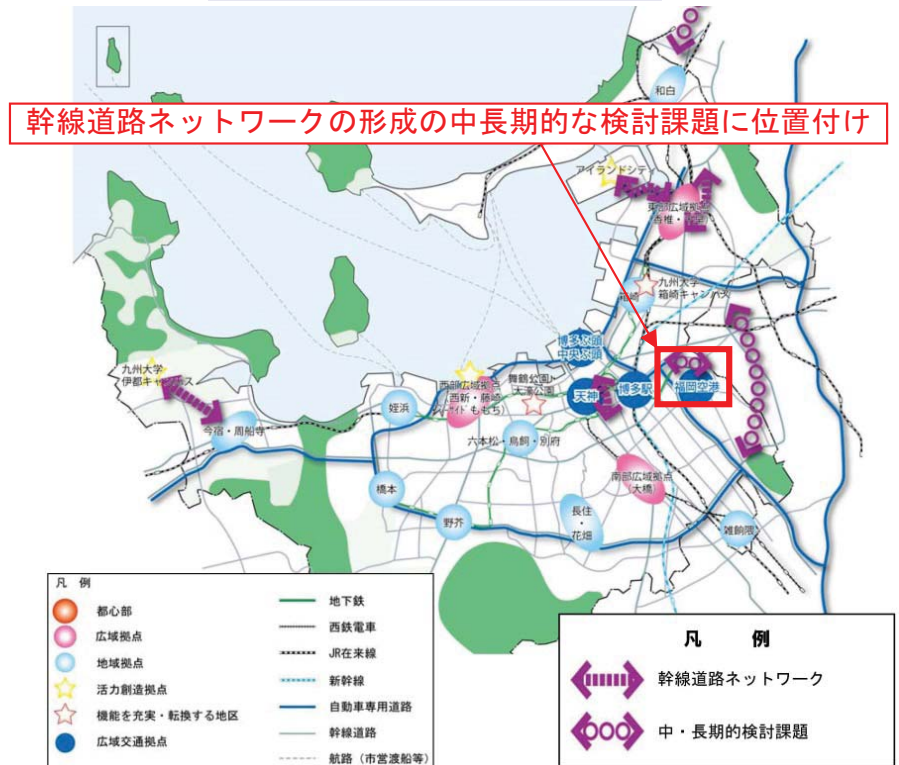 和白
幹線道路ネットワークの形成の中長期的な検討課題に位置付け
アイランドシティ
東部広域拠点
九州大学
箱崎キャンパス
箱崎
博多ふ頭
中央ふ頭
九州大学
伊都キャンパス
西部広域拠点
(西新・藤崎
ももち)
舞鶴公園
大濠公園
天神
博多駅
福岡空港
姪浜
今宿・周船寺
六本松・鳥飼・別府
南部広域拠点
(大橋)
橋本
野芥
長住
・
花畑
雑餉隈
凡 例
都心部
広域拠点
地域拠点
活力創造拠点
機能を充実・転換する地区
広域交通拠点
地下鉄
西鉄電車
JR在来線
新幹線
自動車専用道路
幹線道路
航路（市営渡船等）
凡 例
幹線道路ネットワーク
中・長期的検討課題